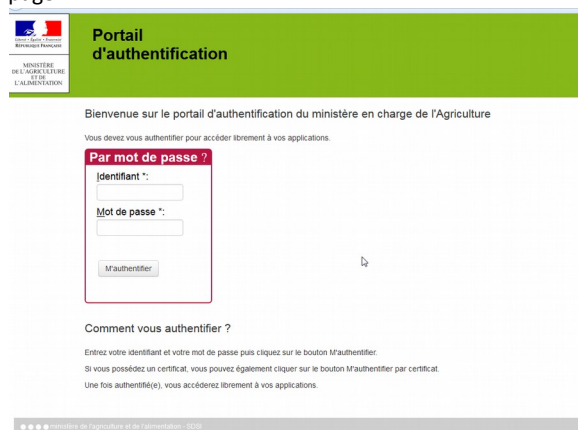 page
Liberté • Égalité • Fraternité
RÉPUBLIQUE FRANÇAISE
MINISTÈRE
DE L'AGRICULTURE
ET DE
L'ALIMENTATION
Portail
d'authentification
Bienvenue sur le portail d'authentification du ministère en charge de l'Agriculture
Vous devez vous authentifier pour accéder librement à vos applications.
Par mot de passe ?
Identifiant *:
Mot de passe *:
M'authentifier
Comment vous authentifier ?
Entrez votre identifiant et votre mot de passe puis cliquez sur le bouton M'authentifier.
Si vous possédez un certificat, vous pouvez également cliquer sur le bouton M'authentifier par certificat.
Une fois authentifié(e), vous accéderez librement à vos applications.
ministère de l'agriculture et de l'alimentation - SDSI